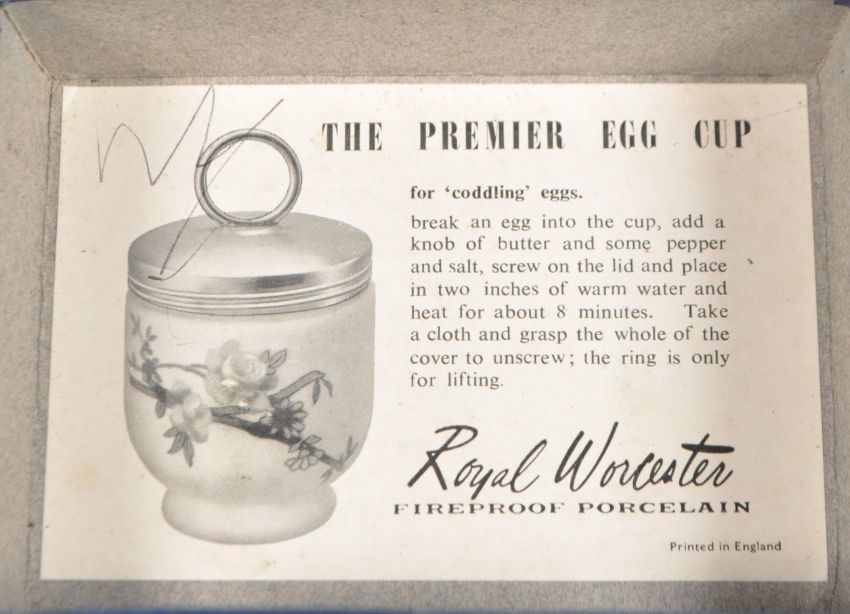 THE PREMIER EGG CUP
for ‘coddling’ eggs.
break an egg into the cup, add a
knob of butter and some pepper
and salt, screw on the lid and place
in two inches of warm water and
heat for about 8 minutes. Take
a cloth and grasp the whole of the
cover to unscrew; the ring is only
for lifting.
Royal Worcester
FIREPROOF PORCELAIN
Printed in England